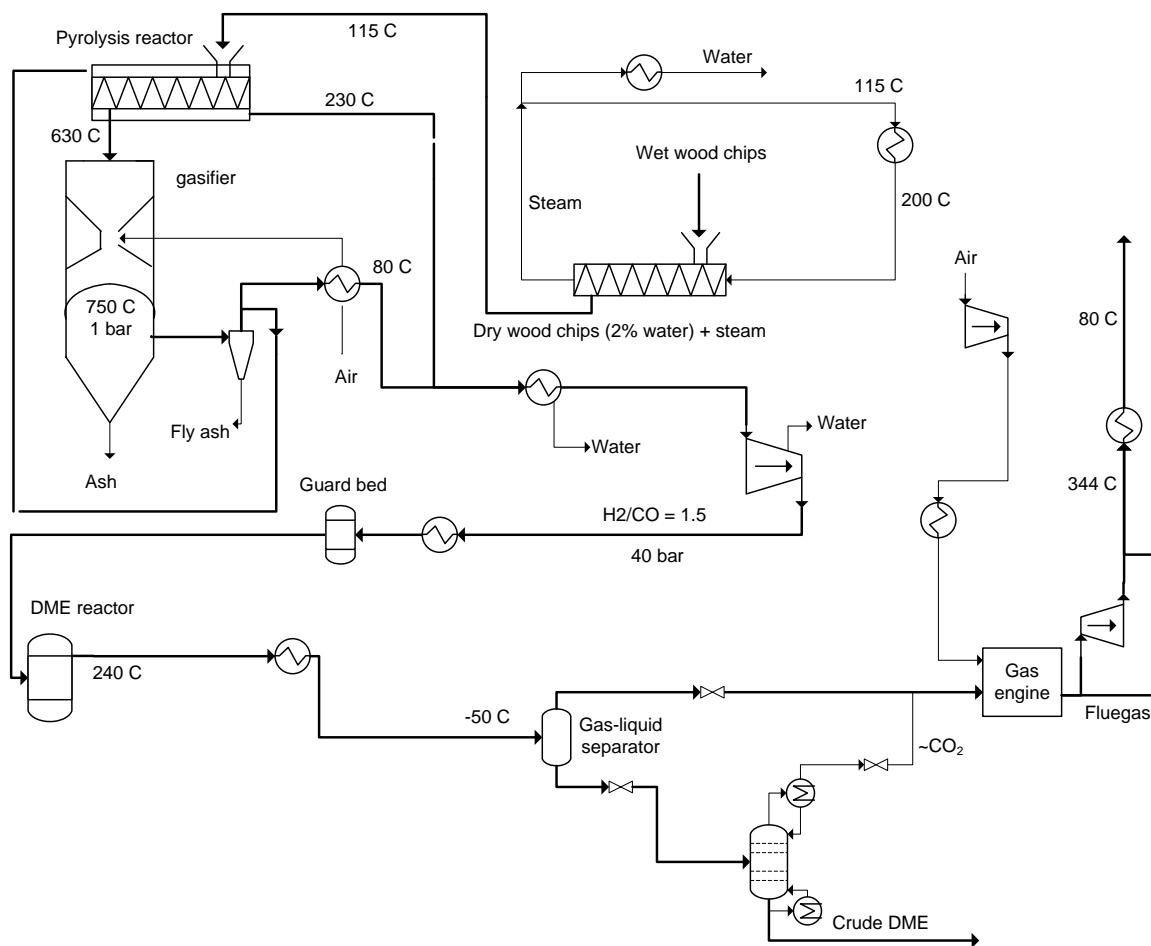 115 C
Pyrolysis reactor
Water
115 C
230 C
630 C
Wet wood chips
gasifier
200 C
Steam
Air
80 C
750 C
1 bar
80 C
Dry wood chips (2% water) + steam
Air
Fly ash
Water
Water
Ash
Guard bed
344 C
H2/CO = 1.5
40 bar
DME reactor
240 C
Gas
engine
-50 C
Gas-liquid
separator
Fluegas
~CO₂
Crude DME